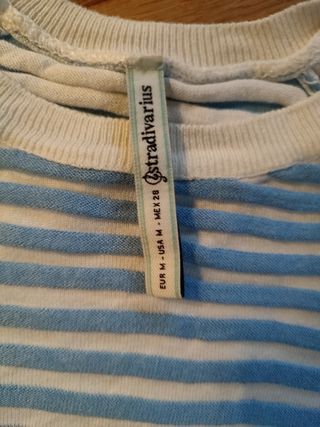 stradivarius
EUR M - USA M - MEX 28